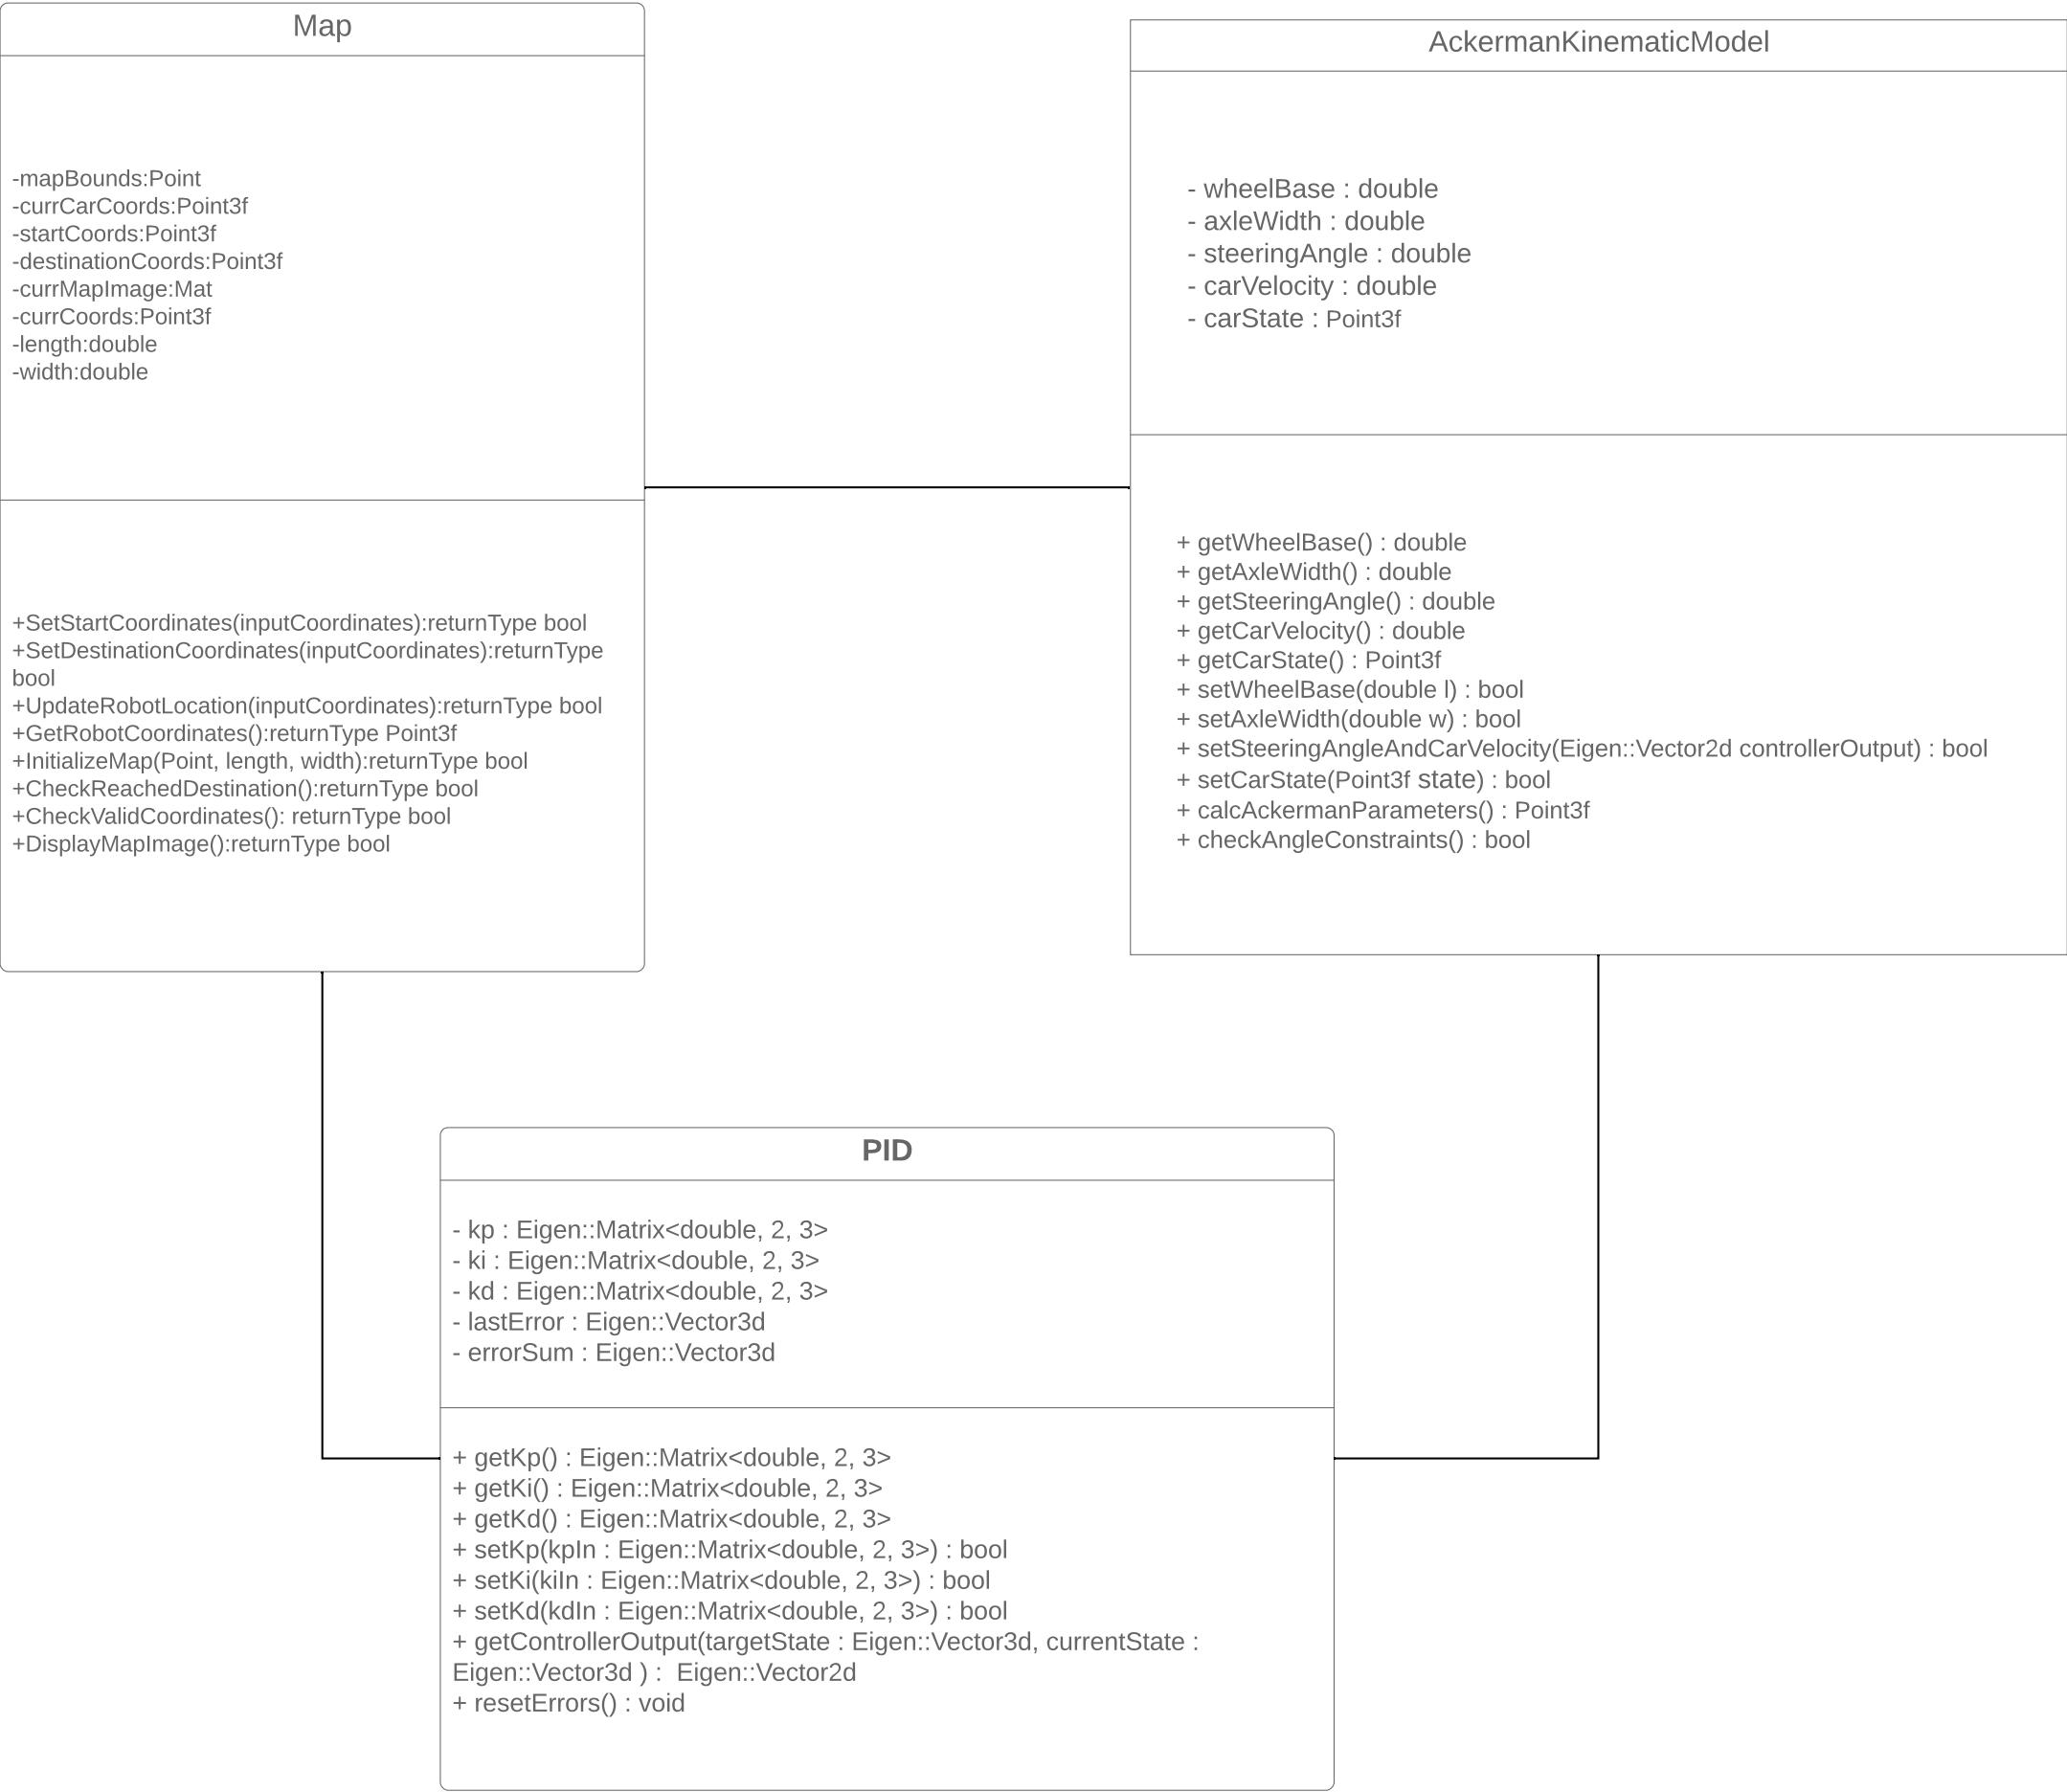 Map
-mapBounds:Point
-currCarCoords:Point3f
-startCoords:Point3f
-destinationCoords:Point3f
-currMapImage:Mat
-currCoords:Point3f
-length:double
-width:double
+SetStartCoordinates(inputCoordinates):returnType bool
+SetDestinationCoordinates(inputCoordinates):returnType
bool
+UpdateRobotLocation(inputCoordinates):returnType bool
+GetRobotCoordinates():returnType Point3f
+InitializeMap(Point, length, width):returnType bool
+CheckReachedDestination():returnType bool
+CheckValidCoordinates(): returnType bool
+DisplayMapImage():returnType bool
AckermanKinematicModel
- wheelBase : double
- axleWidth : double
- steeringAngle : double
- carVelocity : double
- carState : Point3f
+ getWheelBase() : double
+ getAxleWidth() : double
+ getSteeringAngle() : double
+ getCarVelocity() : double
+ getCarState() : Point3f
+ setWheelBase(double l) : bool
+ setAxleWidth(double w) : bool
+ setSteeringAngleAndCarVelocity(Eigen::Vector2d controllerOutput) : bool
+ setCarState(Point3f state) : bool
+ calcAckermanParameters() : Point3f
+ checkAngleConstraints() : bool
PID
- kp : Eigen::Matrix<double, 2, 3>
- ki : Eigen::Matrix<double, 2, 3>
- kd : Eigen::Matrix<double, 2, 3>
- lastError : Eigen::Vector3d
- errorSum : Eigen::Vector3d
+ getKp() : Eigen::Matrix<double, 2, 3>
+ getKi() : Eigen::Matrix<double, 2, 3>
+ getKd() : Eigen::Matrix<double, 2, 3>
+ setKp(kpIn : Eigen::Matrix<double, 2, 3>) : bool
+ setKi(kiIn : Eigen::Matrix<double, 2, 3>) : bool
+ setKd(kdIn : Eigen::Matrix<double, 2, 3>) : bool
+ getControllerOutput(targetState : Eigen::Vector3d, currentState :
Eigen::Vector3d ) :  Eigen::Vector2d
+ resetErrors() : void